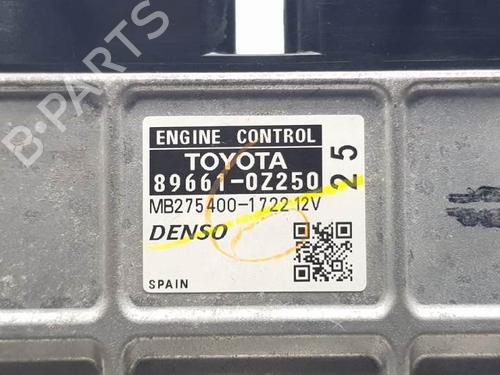 B-PARTS
ENGINE CONTROL
TOYOTA
89661-0Z250
25
MB275400-1722 12V
DENSO
SPAIN